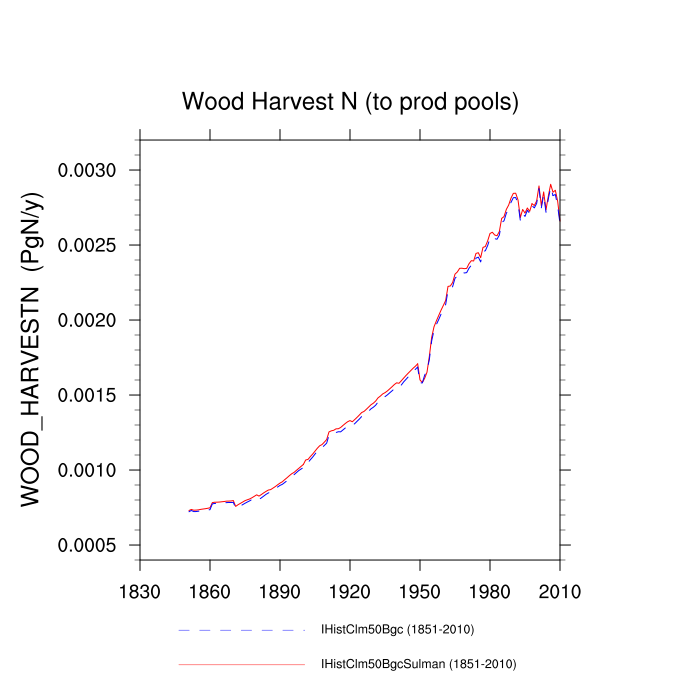 Wood Harvest N (to prod pools)
WOOD_HARVESTN (PgN/y)
0.0030
0.0025
0.0020
0.0015
0.0010
0.0005
1830 1860 1890 1920 1950 1980 2010
IHistClm50Bgc (1851-2010)
IHistClm50BgcSulman (1851-2010)